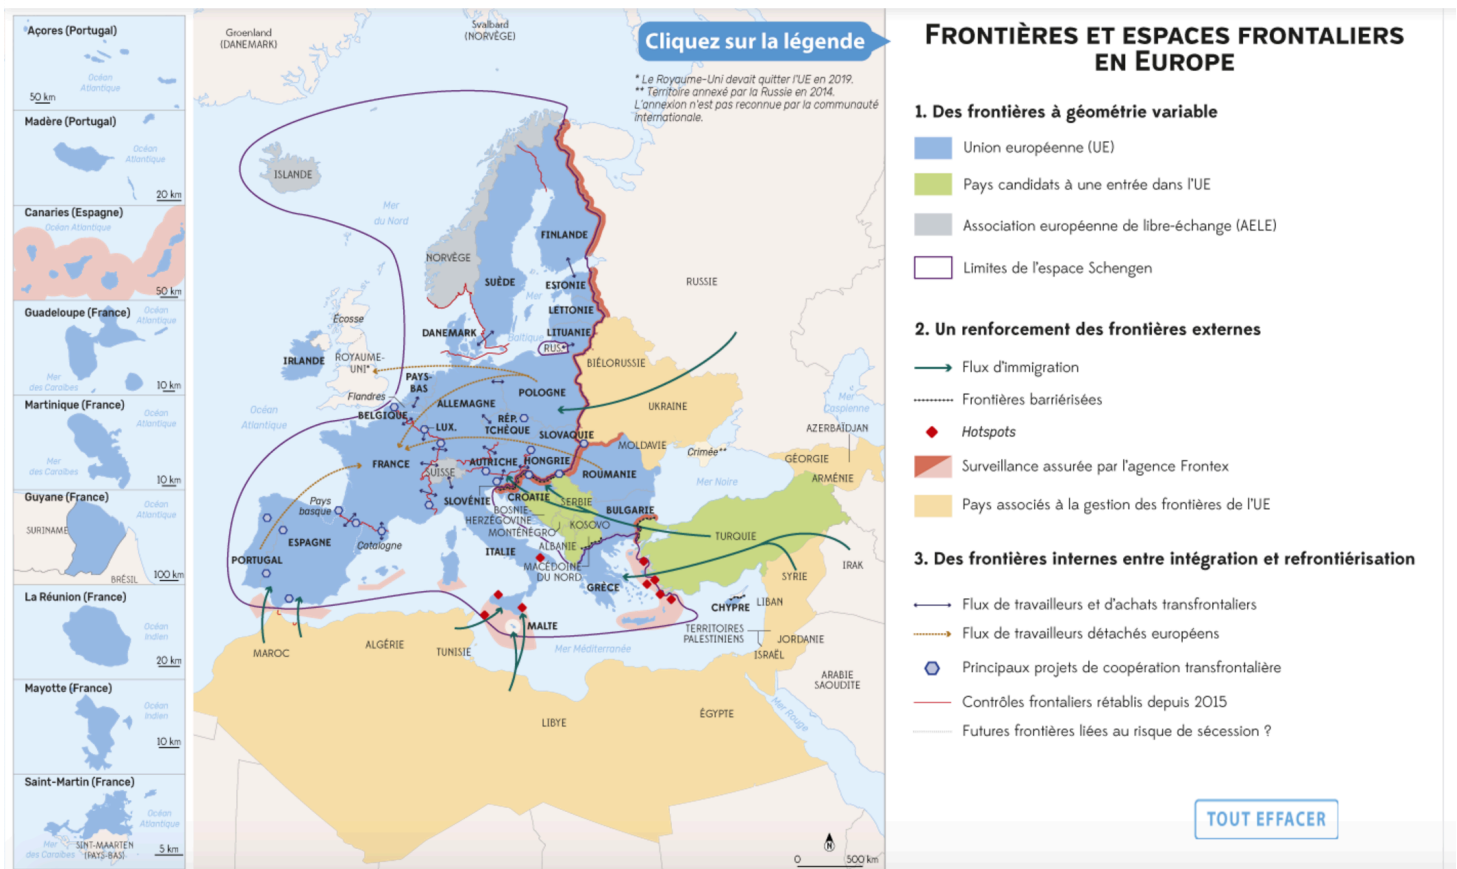 Açores (Portugal)
Océan
Atlantique
50 km
Madère (Portugal)
Océan
Atlantique
20 km
Canaries (Espagne)
Océan Atlantique
50 km
Guadeloupe (France)
Océan
Atlantique
Mer
des Caraïbes
10 km
Martinique (France)
Océan
Atlantique
Mer
des Caraïbes
10 km
Guyane (France)
Océan
Atlantique
SURINAME
BRÉSIL
100 km
La Réunion (France)
Océan
Indien
20 km
Mayotte (France)
Océan
Indien
10 km
Saint-Martin (France)
Océan
Atlantique
Mer
des Caraïbes
SINT-MAARTEN
(PAYS-BAS)
5 km
Groenland
(DANEMARK)
Svalbard
(NORVÈGE)
Cliquez sur la légende
* Le Royaume-Uni devait quitter l'UE en 2019.
** Territoire annexé par la Russie en 2014.
L'annexion n'est pas reconnue par la communauté
internationale.
ISLANDE
Mer
du Nord
FINLANDE
NORVÈGE
SUÈDE
ESTONIE
RUSSIE
Mer
Baltique
LETTONIE
Écosse
DANEMARK
LITUANIE
RUS.
IRLANDE
ROYAUME-
UNI*
BIÉLORUSSIE
PAYS-
BAS
POLOGNE
Flandres
ALLEMAGNE
Océan
Atlantique
BELGIQUE
LUX.
RÉP.
TCHÈQUE
UKRAINE
Mer
Caspienne
SLOVAQUIE
AZERBAÏDJAN
MOLDAVIE
Crimée**
FRANCE
SUISSE
AUTRICHE
HONGRIE
ROUMANIE
GÉORGIE
ARMÉNIE
Mer Noire
Pays
basque
SLOVÉNIE
CROATIE
SERBIE
BOSNIE-
HERZÉGOVINE
BULGARIE
MONTÉNÉGRO
KOSOVO
ESPAGNE
Catalogne
ITALIE
ALBANIE
TURQUIE
PORTUGAL
MACÉDOINE
DU NORD
IRAK
SYRIE
GRÈCE
CHYPRE
LIBAN
MALTE
TERRITOIRES
PALESTINIENS
JORDANIE
ISRAËL
MAROC
ALGÉRIE
TUNISIE
Mer Méditerranée
ARABIE
SAOUDITE
LIBYE
ÉGYPTE
Mer Rouge
N
0 500 km
FRONTIÈRES ET ESPACES FRONTALIERS
EN EUROPE
1. Des frontières à géométrie variable
Union européenne (UE)
Pays candidats à une entrée dans l'UE
Association européenne de libre-échange (AELE)
Limites de l'espace Schengen
2. Un renforcement des frontières externes
Flux d'immigration
Frontières barriérisées
Hotspots
Surveillance assurée par l'agence Frontex
Pays associés à la gestion des frontières de l'UE
3. Des frontières internes entre intégration et refrontiérisation
Flux de travailleurs et d'achats transfrontaliers
Flux de travailleurs détachés européens
Principaux projets de coopération transfrontalière
Contrôles frontaliers rétablis depuis 2015
Futures frontières liées au risque de sécession ?
TOUT EFFACER